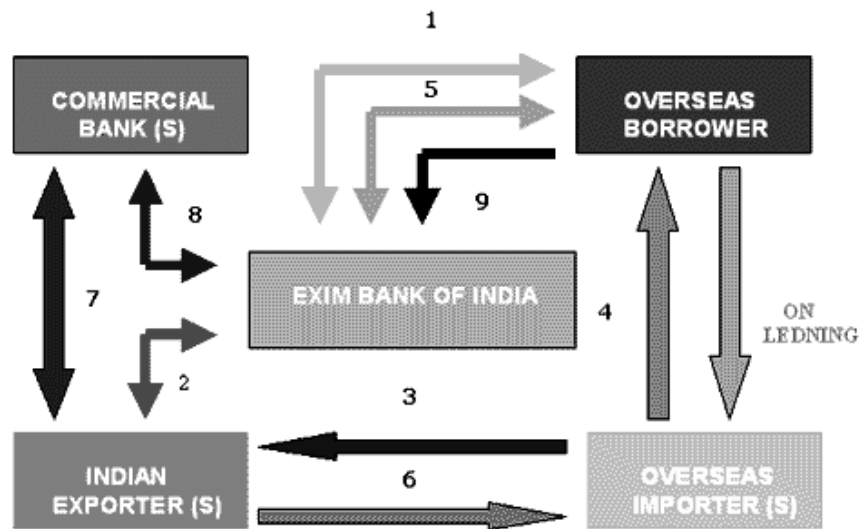 1
COMMERCIAL
BANK (S)
5
OVERSEAS
BORROWER
8
9
7
EXIM BANK OF INDIA
4
ON
LEDNING
2
3
INDIAN
EXPORTER (S)
6
OVERSEAS
IMPORTER (S)